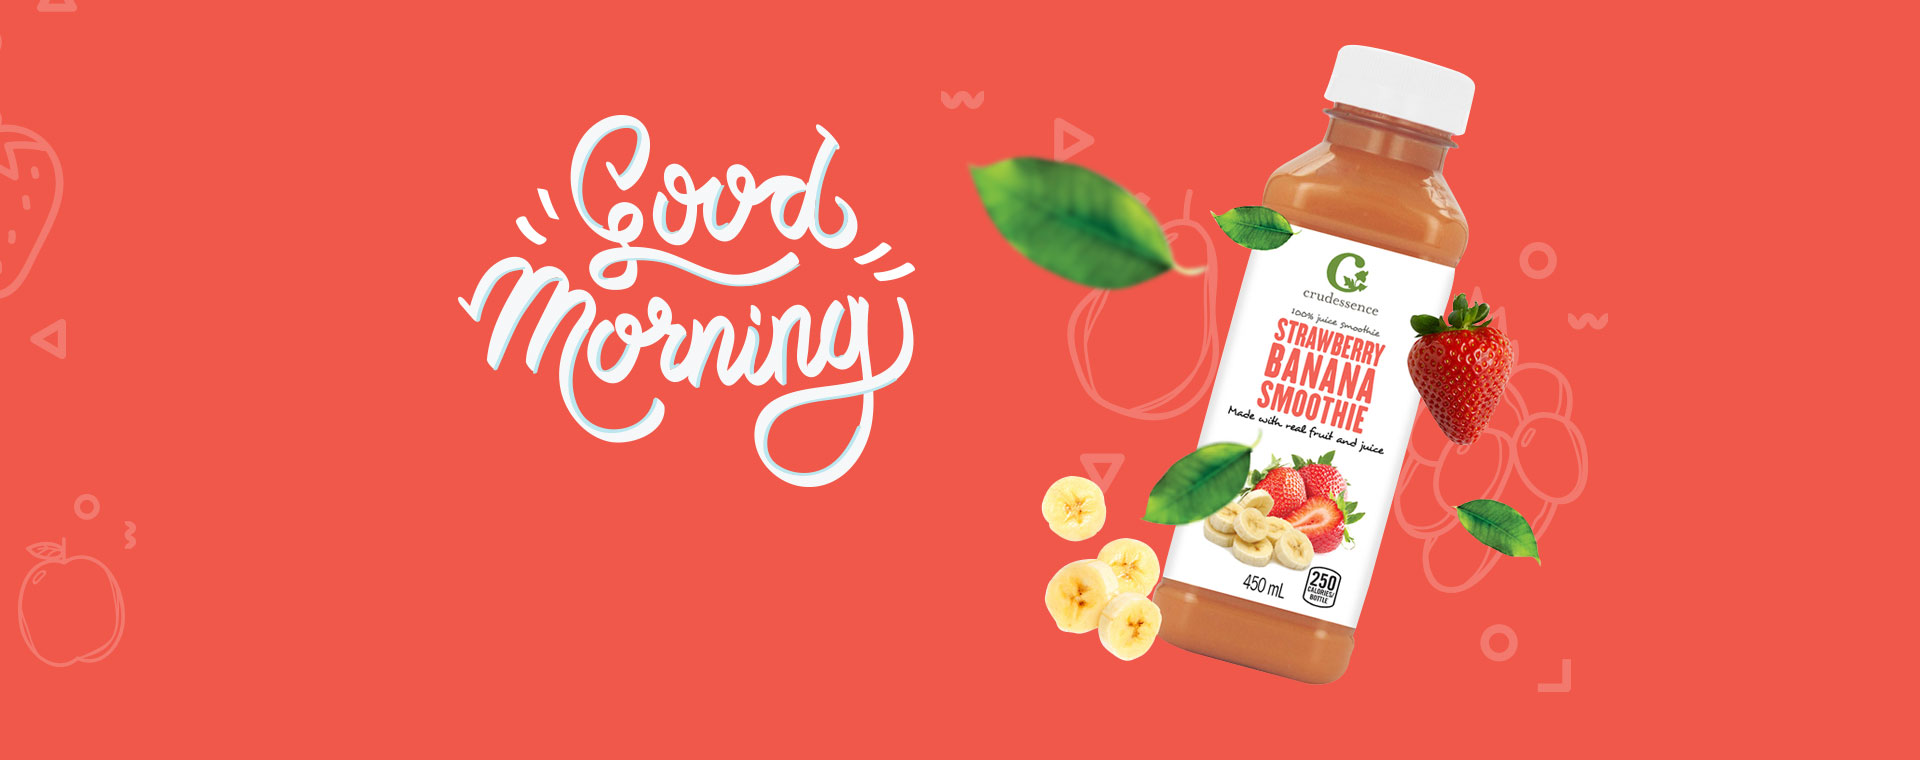 Good
Morning
crudessence
100% juice smoothie
STRAWBERRY
BANANA
SMOOTHIE
Made with real fruit and juice
450 mL
250
CALORIES/
BOTTLE